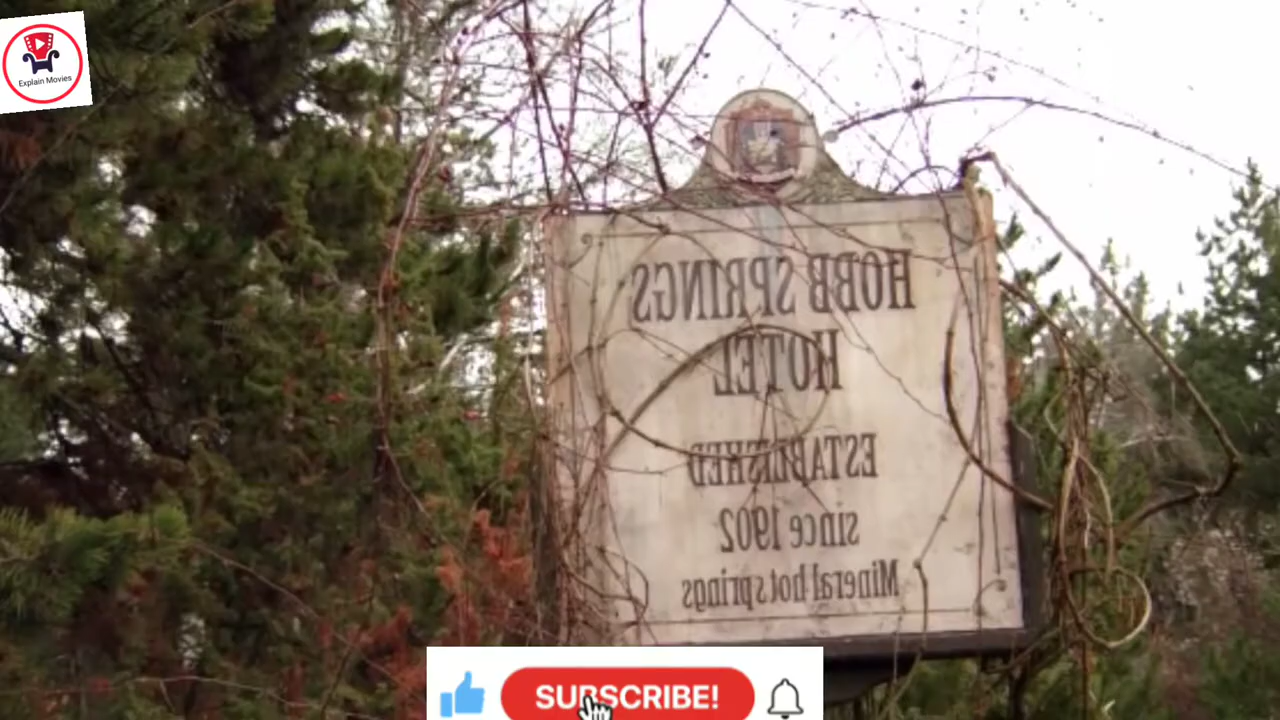 Explain Movies
HOBB SPRINGS
HOTEL
ESTABLISHED
since 1902
Mineral hot springs
SUBSCRIBE!